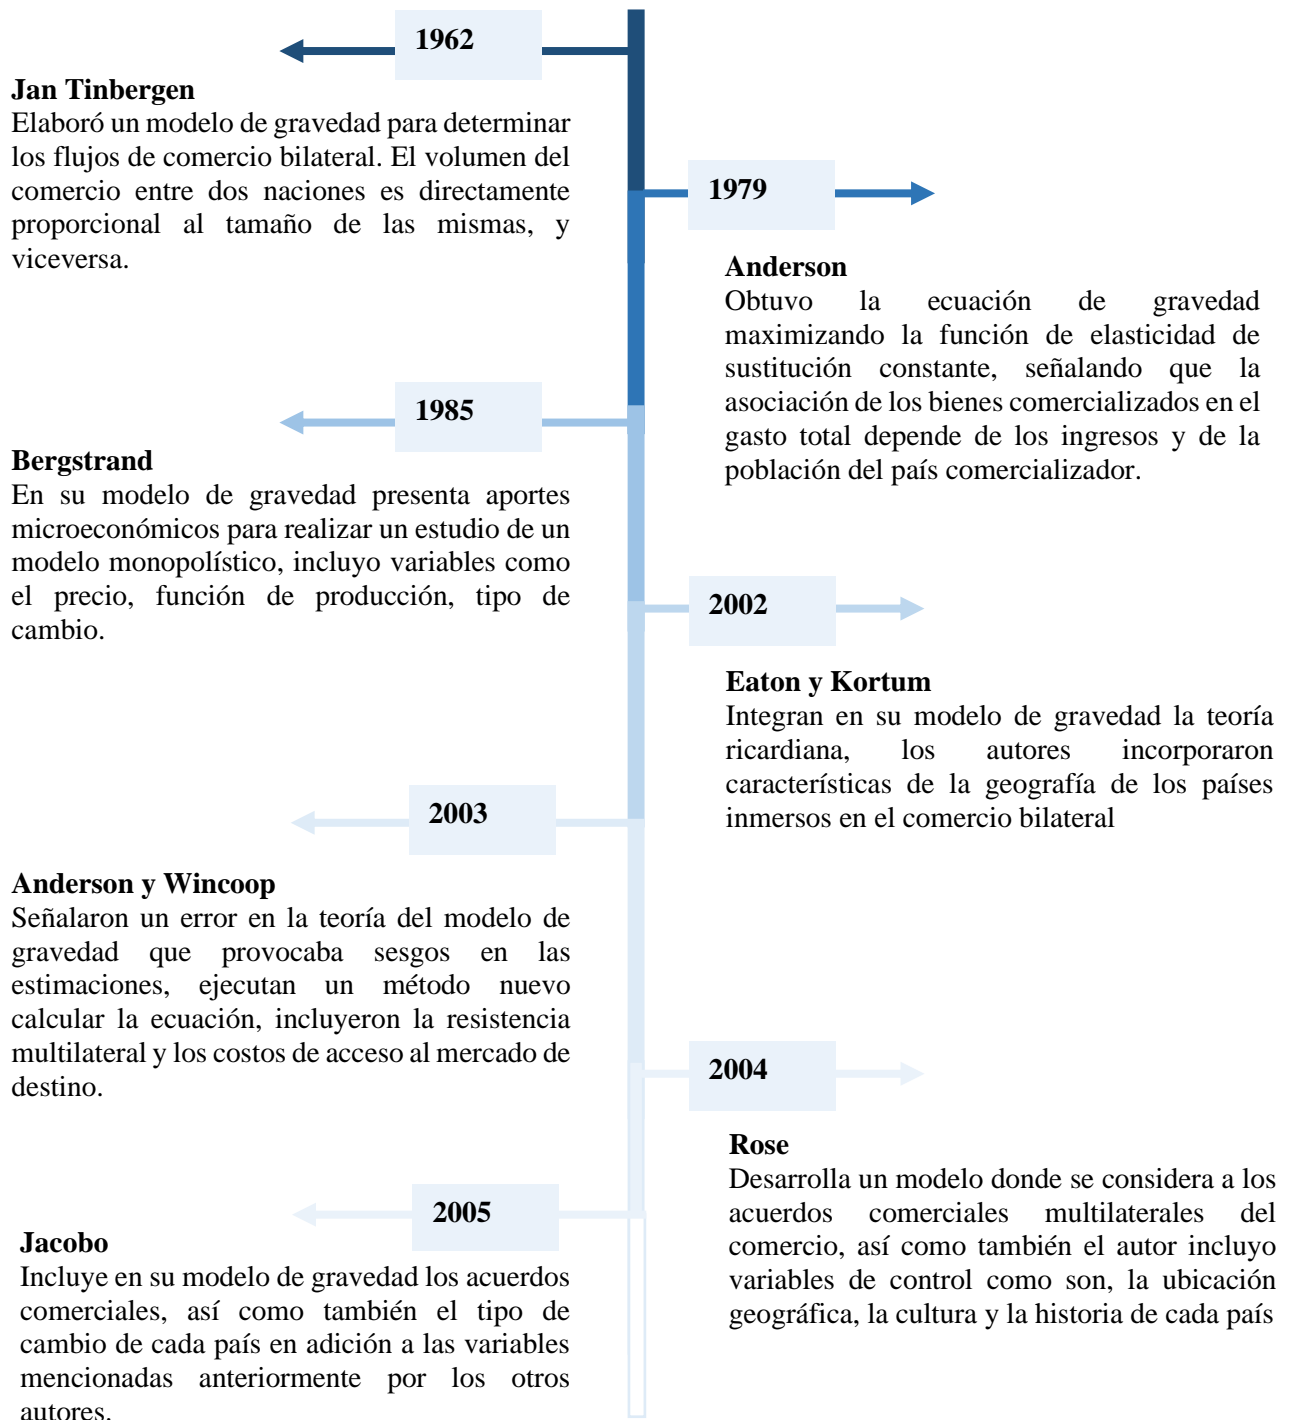 1962
Jan Tinbergen
Elaboró un modelo de gravedad para determinar
los flujos de comercio bilateral. El volumen del
comercio entre dos naciones es directamente
proporcional al tamaño de las mismas, y
viceversa.
1979
Anderson
Obtuvo la ecuación de gravedad
maximizando la función de elasticidad de
sustitución constante, señalando que la
asociación de los bienes comercializados en el
gasto total depende de los ingresos y de la
población del país comercializador.
1985
Bergstrand
En su modelo de gravedad presenta aportes
microeconómicos para realizar un estudio de un
modelo monopolístico, incluyo variables como
el precio, función de producción, tipo de
cambio.
2002
Eaton y Kortum
Integran en su modelo de gravedad la teoría
ricardiana, los autores incorporaron
características de la geografía de los países
inmersos en el comercio bilateral
2003
Anderson y Wincoop
Señalaron un error en la teoría del modelo de
gravedad que provocaba sesgos en las
estimaciones, ejecutan un método nuevo
calcular la ecuación, incluyeron la resistencia
multilateral y los costos de acceso al mercado de
destino.
2004
Rose
Desarrolla un modelo donde se considera a los
acuerdos comerciales multilaterales del
comercio, así como también el autor incluyo
variables de control como son, la ubicación
geográfica, la cultura y la historia de cada país
2005
Jacobo
Incluye en su modelo de gravedad los acuerdos
comerciales, así como también el tipo de
cambio de cada país en adición a las variables
mencionadas anteriormente por los otros
autores.